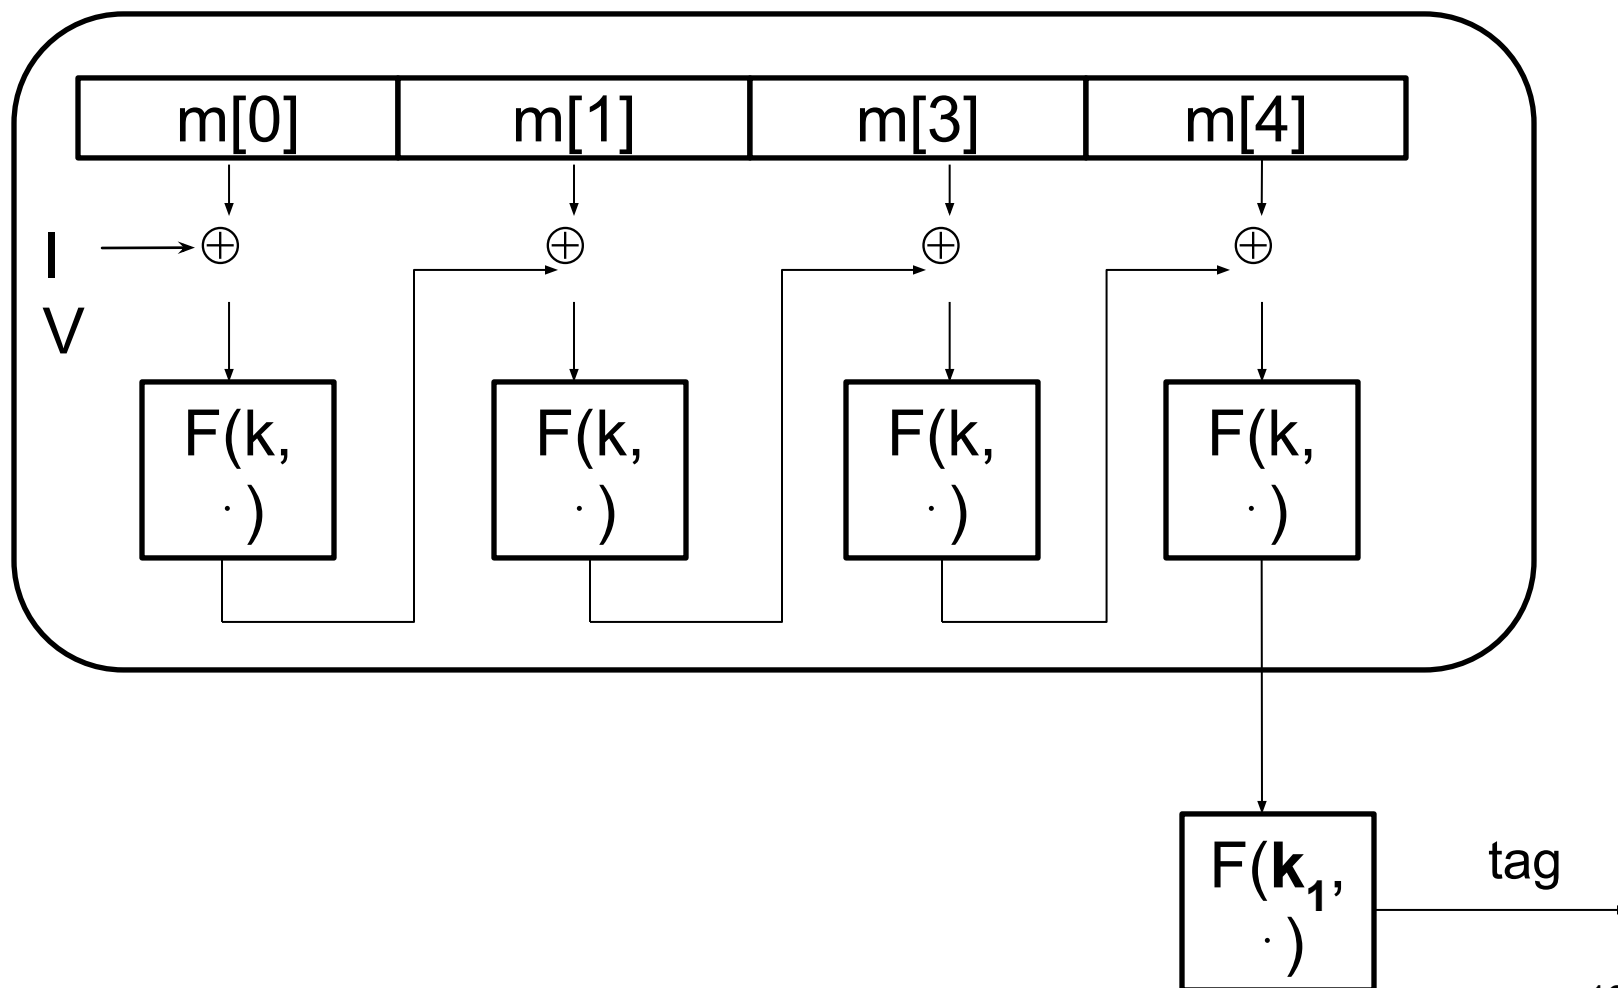 m[0] m[1] m[3] m[4]
I
V
F(k, F(k, F(k, F(k,
· ) · ) · ) · )
F(k₁,
· )
tag